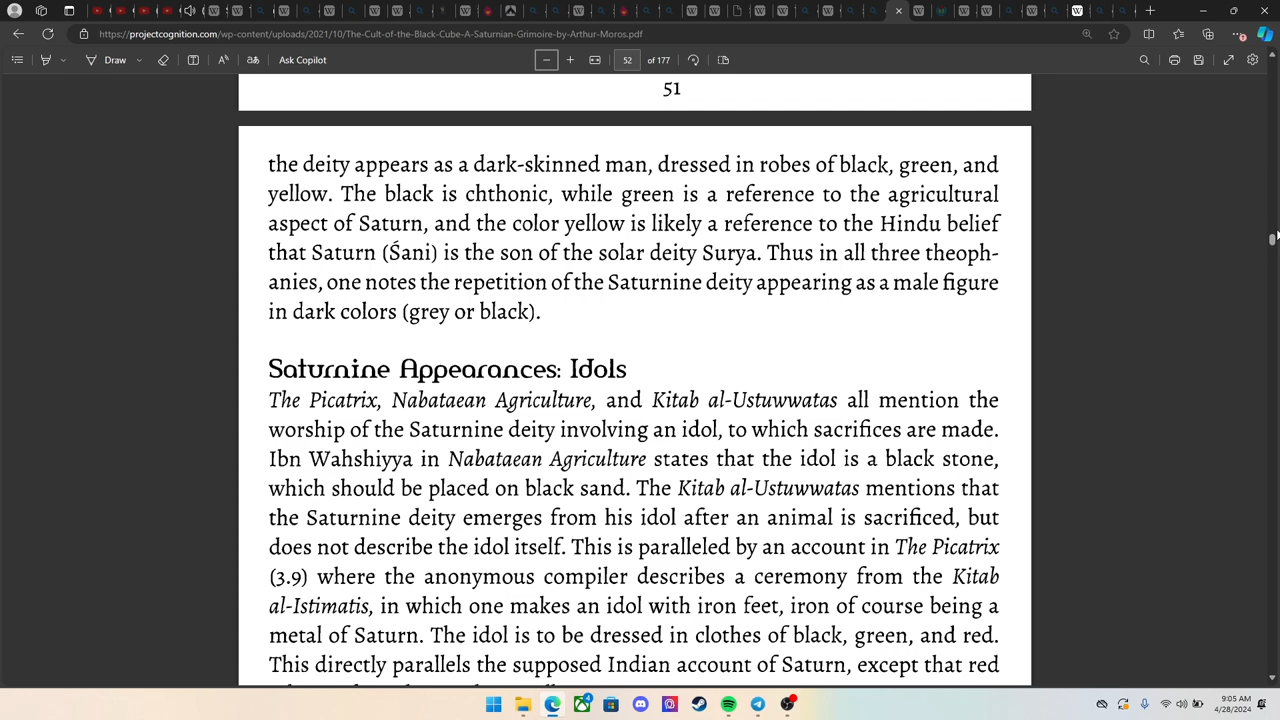 https://projectcognition.com/wp-content/uploads/2021/10/The-Cult-of-the-Black-Cube-A-Saturnian-Grimoire-by-Arthur-Moros.pdf
Draw
Ask Copilot
52 of 177
51
the deity appears as a dark-skinned man, dressed in robes of black, green, and
yellow. The black is chthonic, while green is a reference to the agricultural
aspect of Saturn, and the color yellow is likely a reference to the Hindu belief
that Saturn (Śani) is the son of the solar deity Surya. Thus in all three theoph-
anies, one notes the repetition of the Saturnine deity appearing as a male figure
in dark colors (grey or black).
Saturnine Appearances: Idols
The Picatrix, Nabataean Agriculture, and Kitab al-Ustuwwatas all mention the
worship of the Saturnine deity involving an idol, to which sacrifices are made.
Ibn Wahshiyya in Nabataean Agriculture states that the idol is a black stone,
which should be placed on black sand. The Kitab al-Ustuwwatas mentions that
the Saturnine deity emerges from his idol after an animal is sacrificed, but
does not describe the idol itself. This is paralleled by an account in The Picatrix
(3.9) where the anonymous compiler describes a ceremony from the Kitab
al-Istimatis, in which one makes an idol with iron feet, iron of course being a
metal of Saturn. The idol is to be dressed in clothes of black, green, and red.
This directly parallels the supposed Indian account of Saturn, except that red
4
9:05 AM
4/28/2024